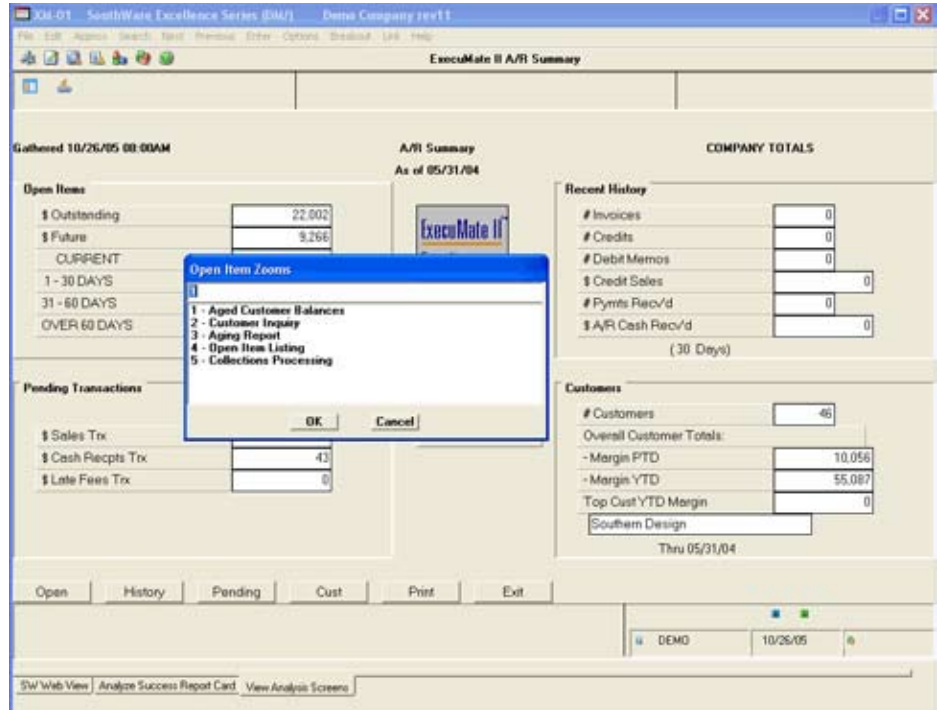 XM-01 SouthWare Excellence Series (BW/) Demo Company rev11
File Edit Approx Search Next Previous Enter Options Breakout Link Help
ExecuMate II A/R Summary
Gathered 10/26/05 08:00AM
A/R Summary
COMPANY TOTALS
As of 05/31/04
Open Items
$ Outstanding 22,002
$ Future 9,266
CURRENT
1 - 30 DAYS
31 - 60 DAYS
OVER 60 DAYS
ExecuMate II
Recent History
# Invoices 0
# Credits 0
# Debit Memos 0
$ Credit Sales 0
# Pymts Recv'd 0
$ A/R Cash Recv'd 0
(30 Days)
Open Item Zooms
1 - Aged Customer Balances
2 - Customer Inquiry
3 - Aging Report
4 - Open Item Listing
5 - Collections Processing
OK Cancel
Pending Transactions
$ Sales Trx
$ Cash Recpts Trx 43
$ Late Fees Trx 0
Customers
# Customers 46
Overall Customer Totals:
- Margin PTD 10,056
- Margin YTD 55,087
Top Cust YTD Margin 0
Southern Design
Thru 05/31/04
Open History Pending Cust Print Exit
DEMO 10/26/05
SW Web View Analyze Success Report Card View Analysis Screens